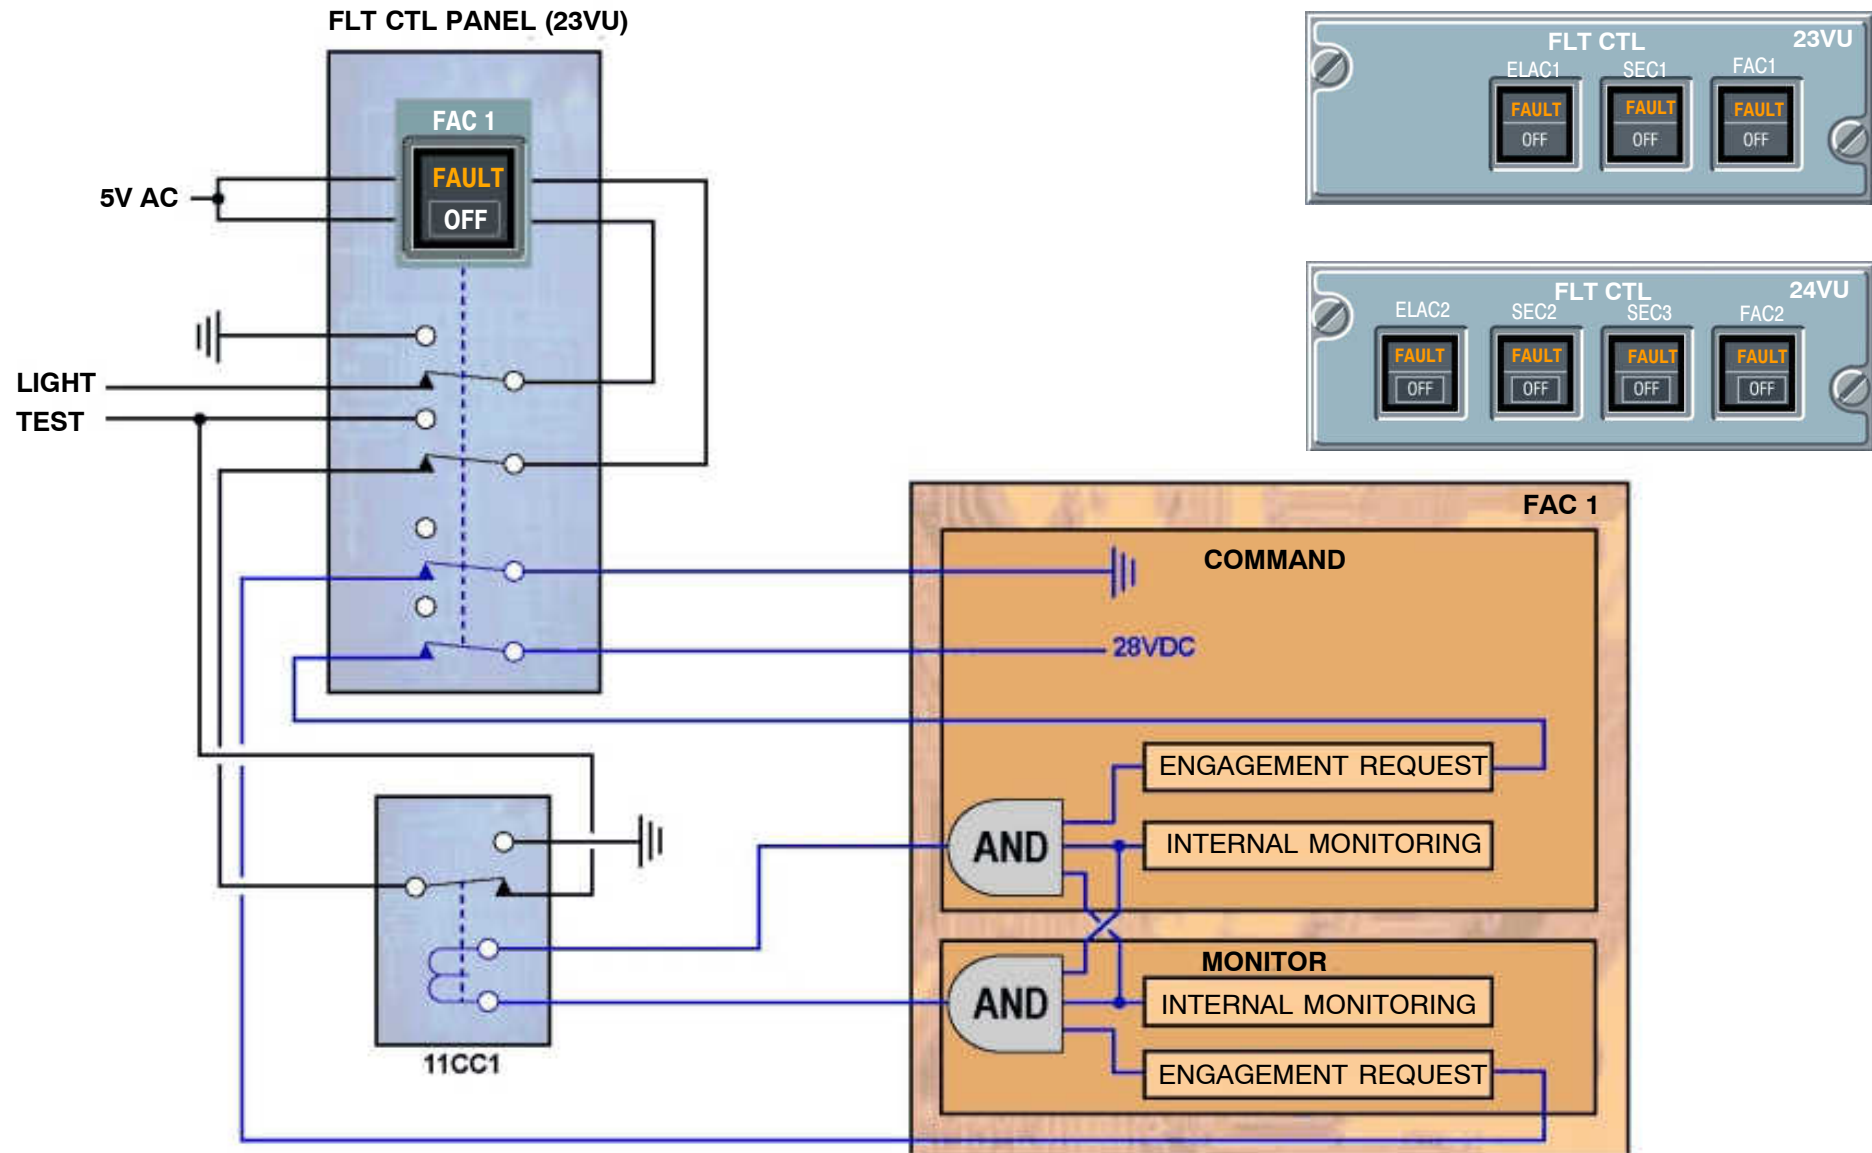 FLT CTL PANEL (23VU)
FAC 1
FAULT
OFF
5V AC
LIGHT
TEST
FLT CTL
23VU
ELAC1
SEC1
FAC1
FAULT
FAULT
FAULT
OFF
OFF
OFF
FLT CTL
24VU
ELAC2
SEC2
SEC3
FAC2
FAULT
FAULT
FAULT
FAULT
OFF
OFF
OFF
OFF
FAC 1
COMMAND
28VDC
ENGAGEMENT REQUEST
AND
INTERNAL MONITORING
MONITOR
AND
INTERNAL MONITORING
ENGAGEMENT REQUEST
11CC1